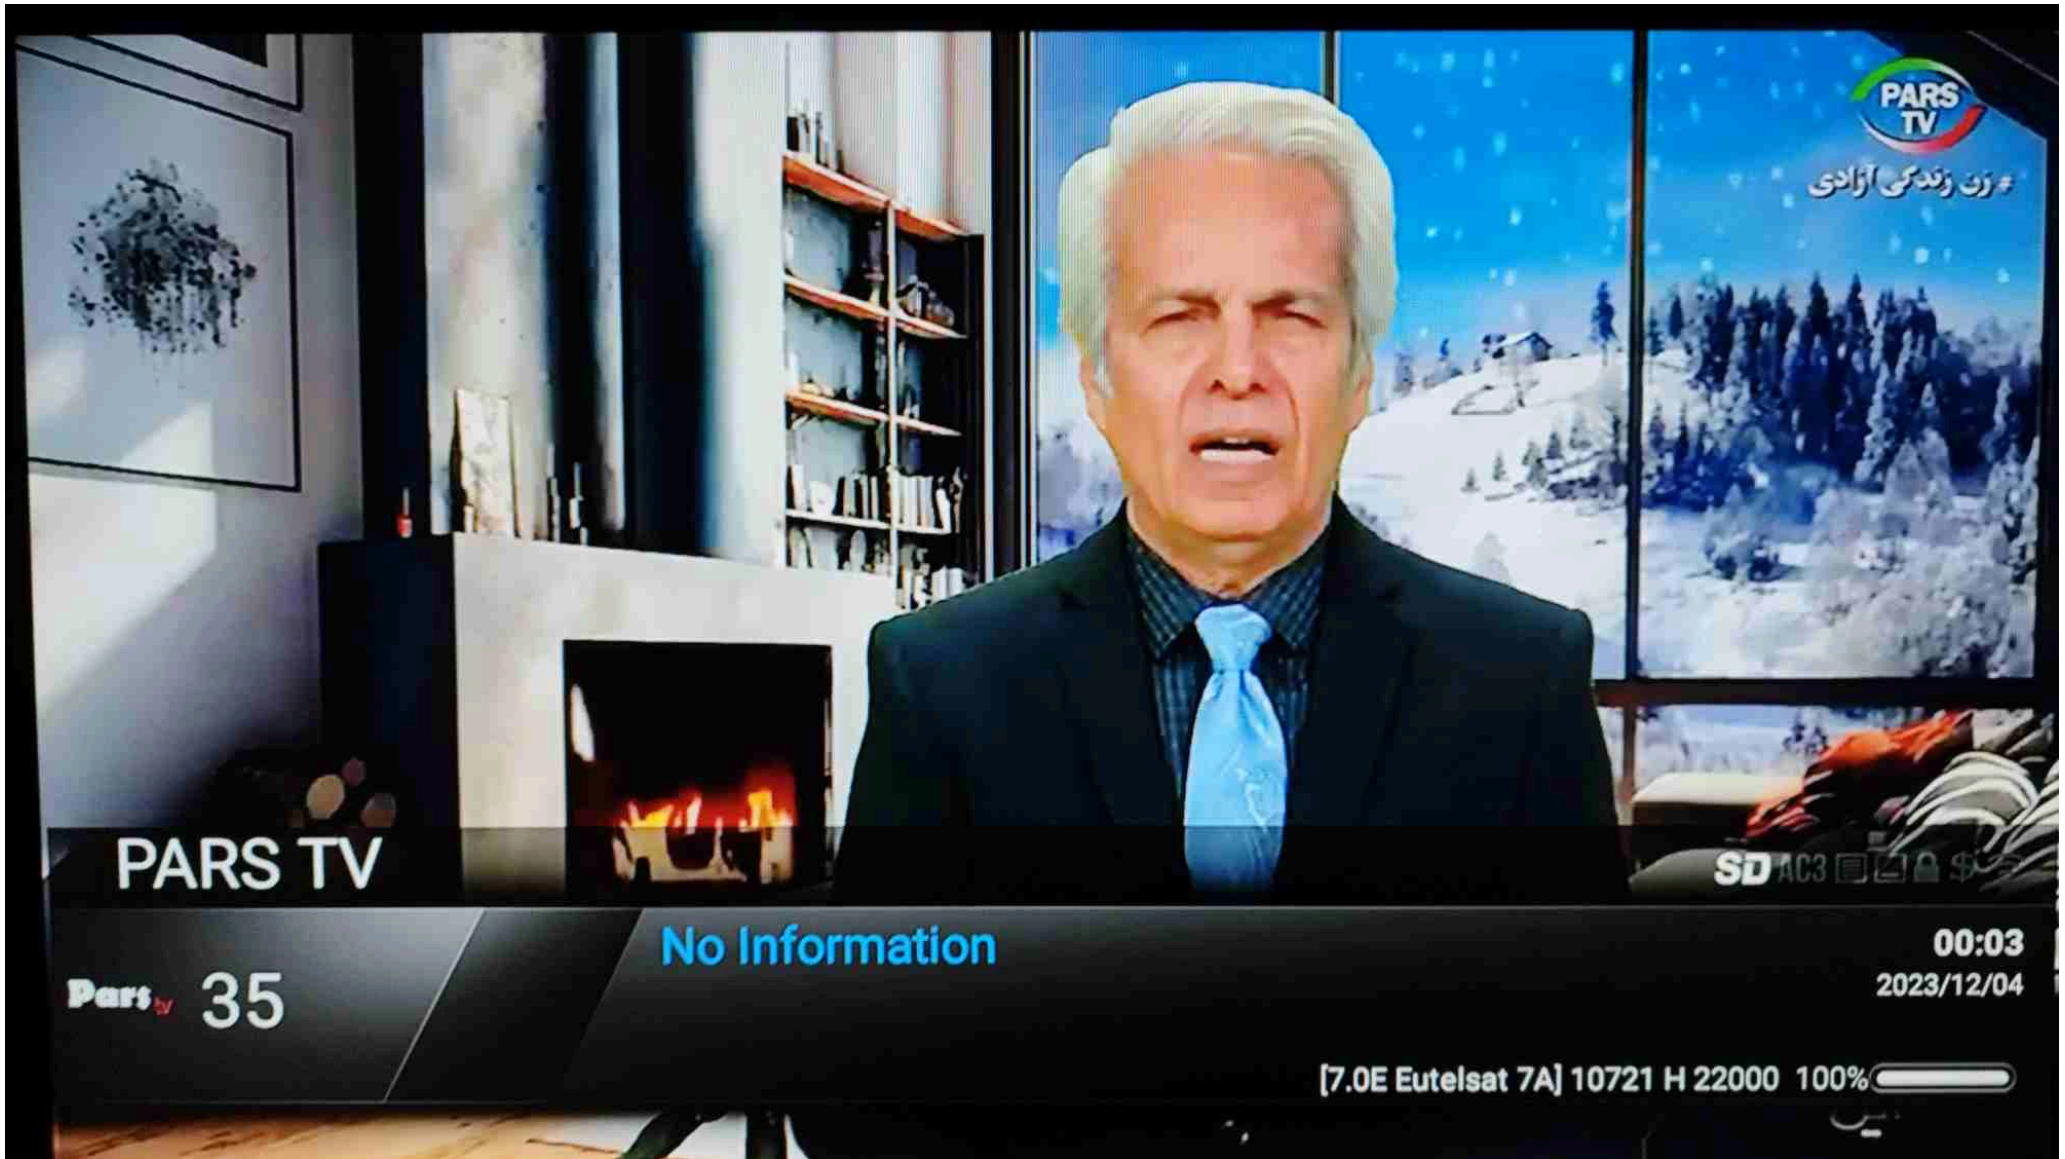 PARS
TV
# زن زندگی آزادی
PARS TV
SD AC3 $
No Information
00:03
2023/12/04
Pars tv 35
[7.0E Eutelsat 7A] 10721 H 22000 100%